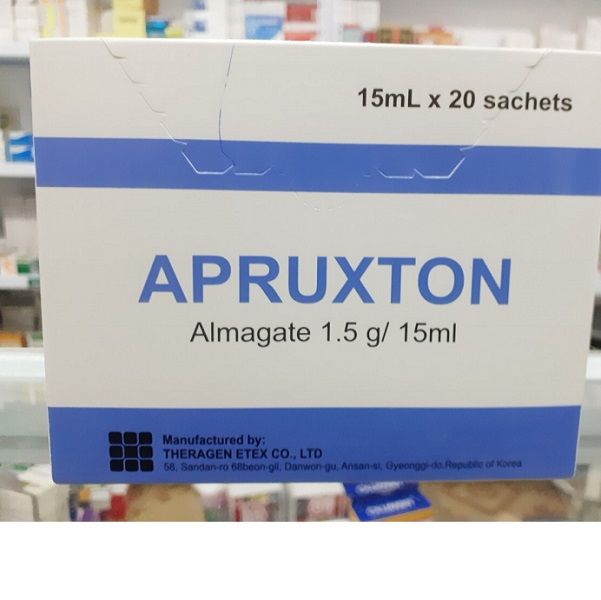 15mL x 20 sachets
APRUXTON
Almagate 1.5 g/ 15ml
Manufactured by:
THERAGEN ETEX CO., LTD
58, Sandan-ro 68beon-gil, Danwon-gu, Ansan-si, Gyeonggi-do.Republic of Korea